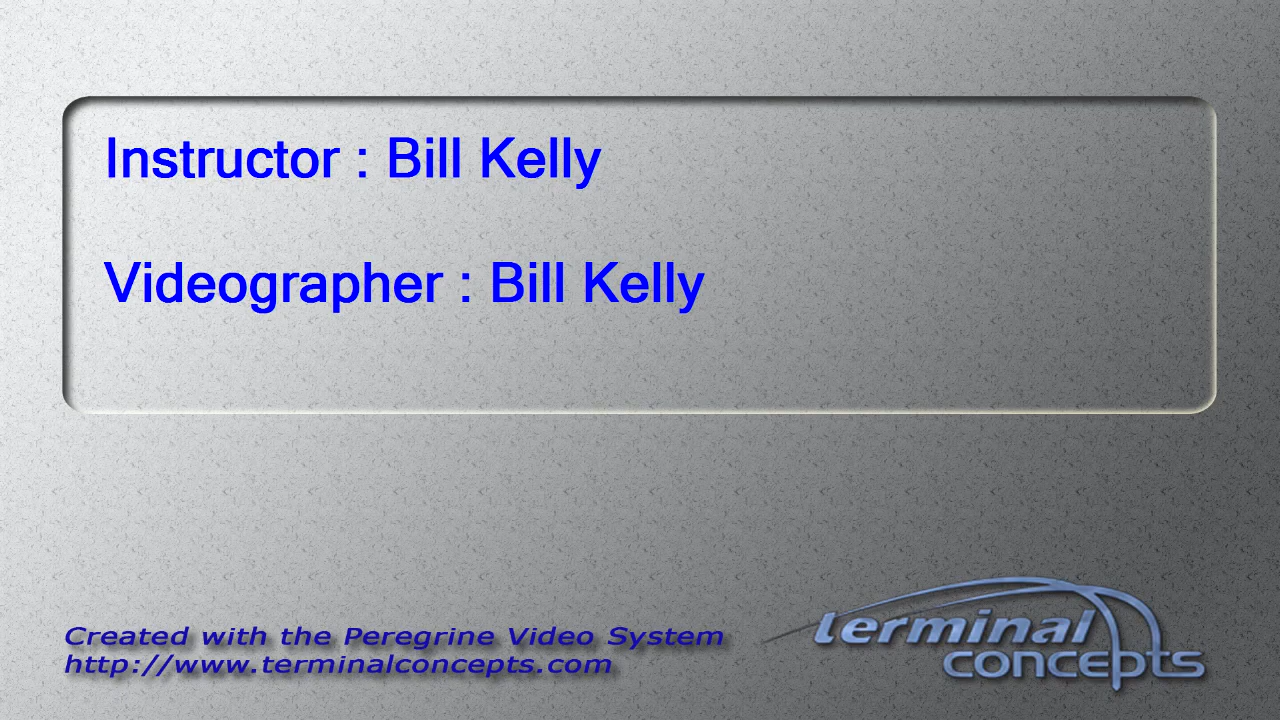 Instructor : Bill Kelly
Videographer : Bill Kelly
Created with the Peregrine Video System
http://www.terminalconcepts.com
terminal
concepts